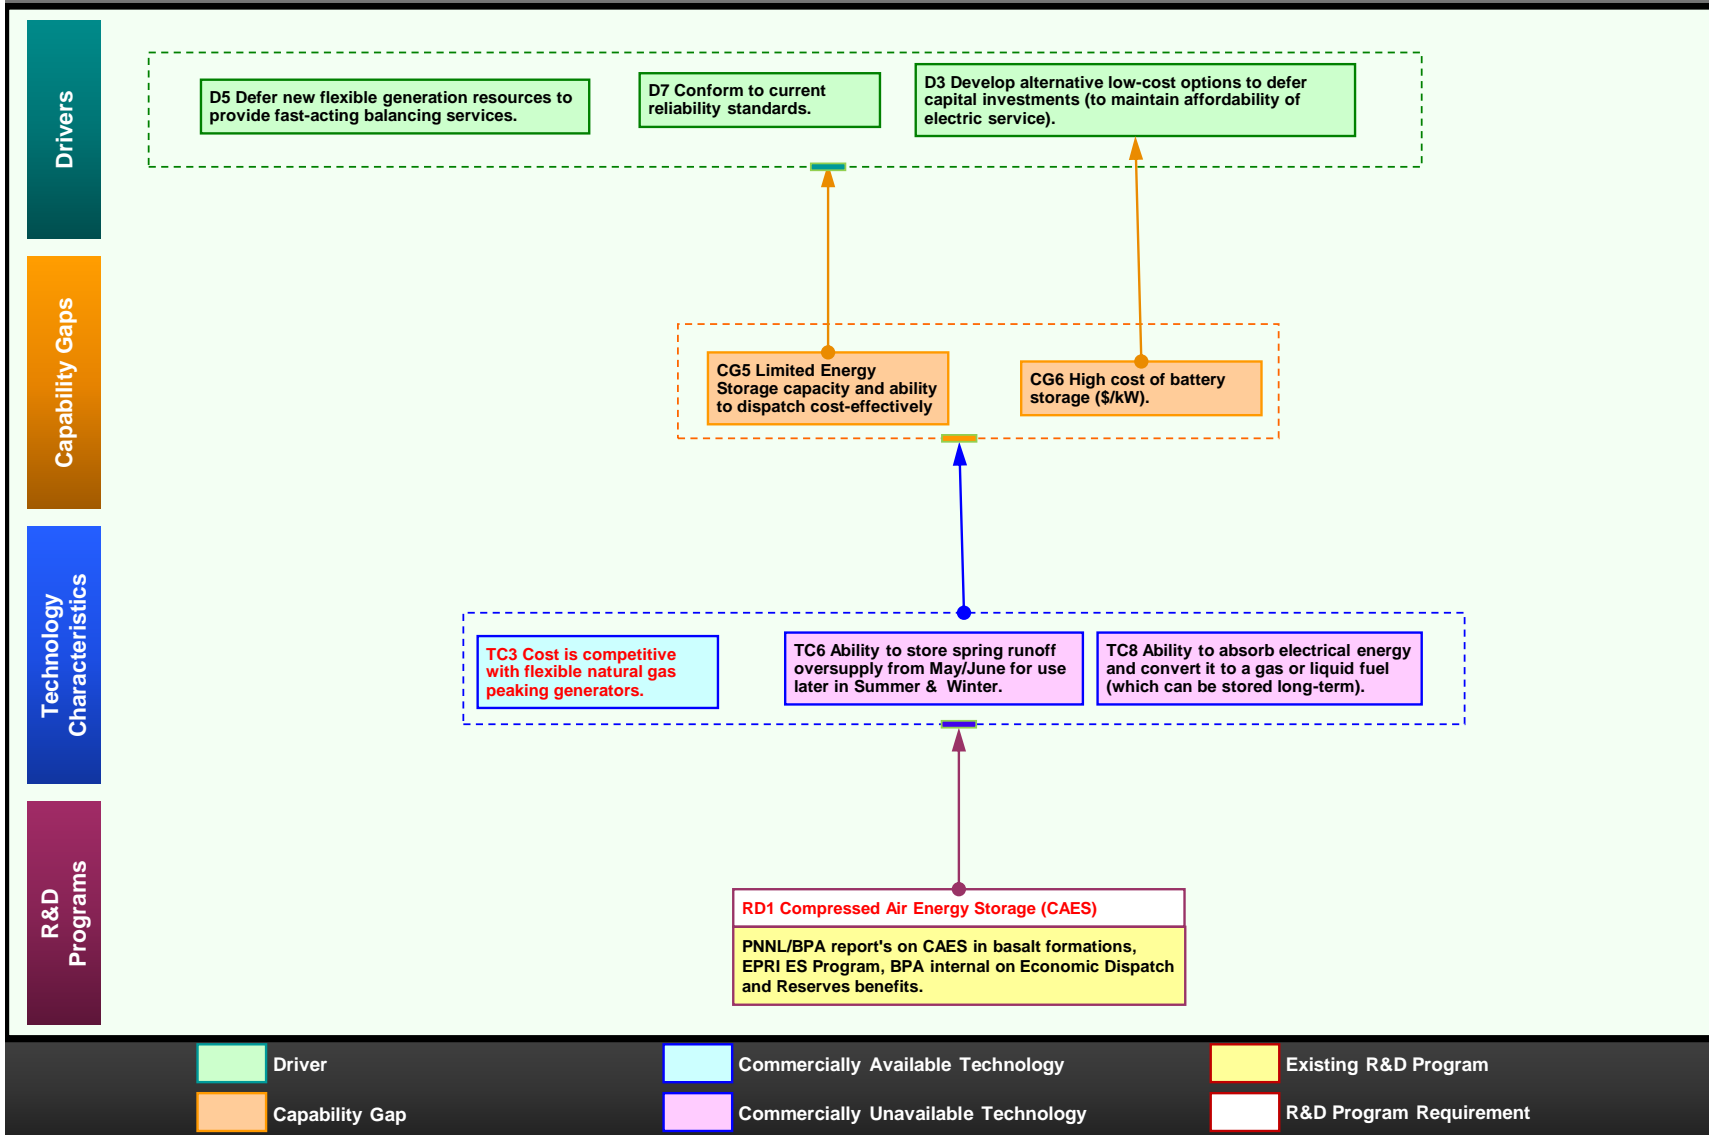 Drivers
D5 Defer new flexible generation resources to
provide fast-acting balancing services.
D7 Conform to current
reliability standards.
D3 Develop alternative low-cost options to defer
capital investments (to maintain affordability of
electric service).
Capability Gaps
CG5 Limited Energy
Storage capacity and ability
to dispatch cost-effectively
CG6 High cost of battery
storage ($/kW).
Technology
Characteristics
TC3 Cost is competitive
with flexible natural gas
peaking generators.
TC6 Ability to store spring runoff
oversupply from May/June for use
later in Summer &  Winter.
TC8 Ability to absorb electrical energy
and convert it to a gas or liquid fuel
(which can be stored long-term).
R&D
Programs
RD1 Compressed Air Energy Storage (CAES)
PNNL/BPA report's on CAES in basalt formations,
EPRI ES Program, BPA internal on Economic Dispatch
and Reserves benefits.
Driver
Commercially Available Technology
Existing R&D Program
Capability Gap
Commercially Unavailable Technology
R&D Program Requirement